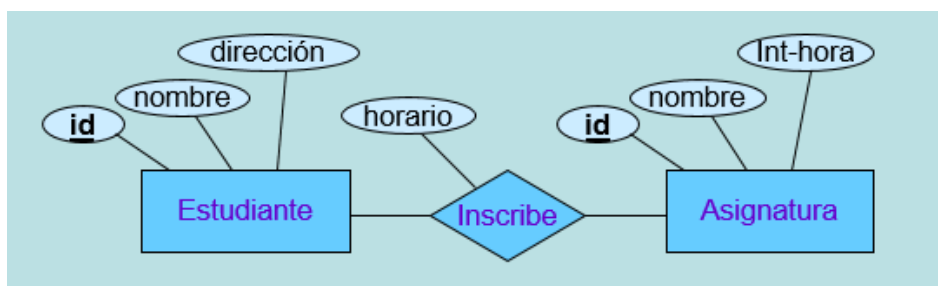 dirección
nombre
id
horario
Int-hora
nombre
id
Estudiante
Inscribe
Asignatura